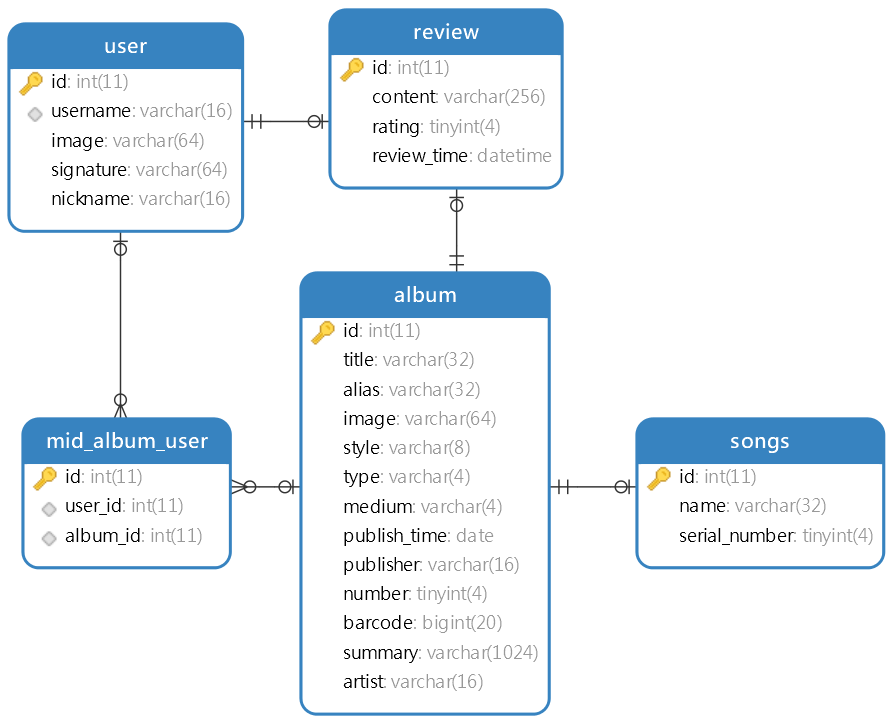 user
id: int(11)
username: varchar(16)
image: varchar(64)
signature: varchar(64)
nickname: varchar(16)
review
id: int(11)
content: varchar(256)
rating: tinyint(4)
review_time: datetime
album
id: int(11)
title: varchar(32)
alias: varchar(32)
image: varchar(64)
style: varchar(8)
type: varchar(4)
medium: varchar(4)
publish_time: date
publisher: varchar(16)
number: tinyint(4)
barcode: bigint(20)
summary: varchar(1024)
artist: varchar(16)
mid_album_user
id: int(11)
user_id: int(11)
album_id: int(11)
songs
id: int(11)
name: varchar(32)
serial_number: tinyint(4)